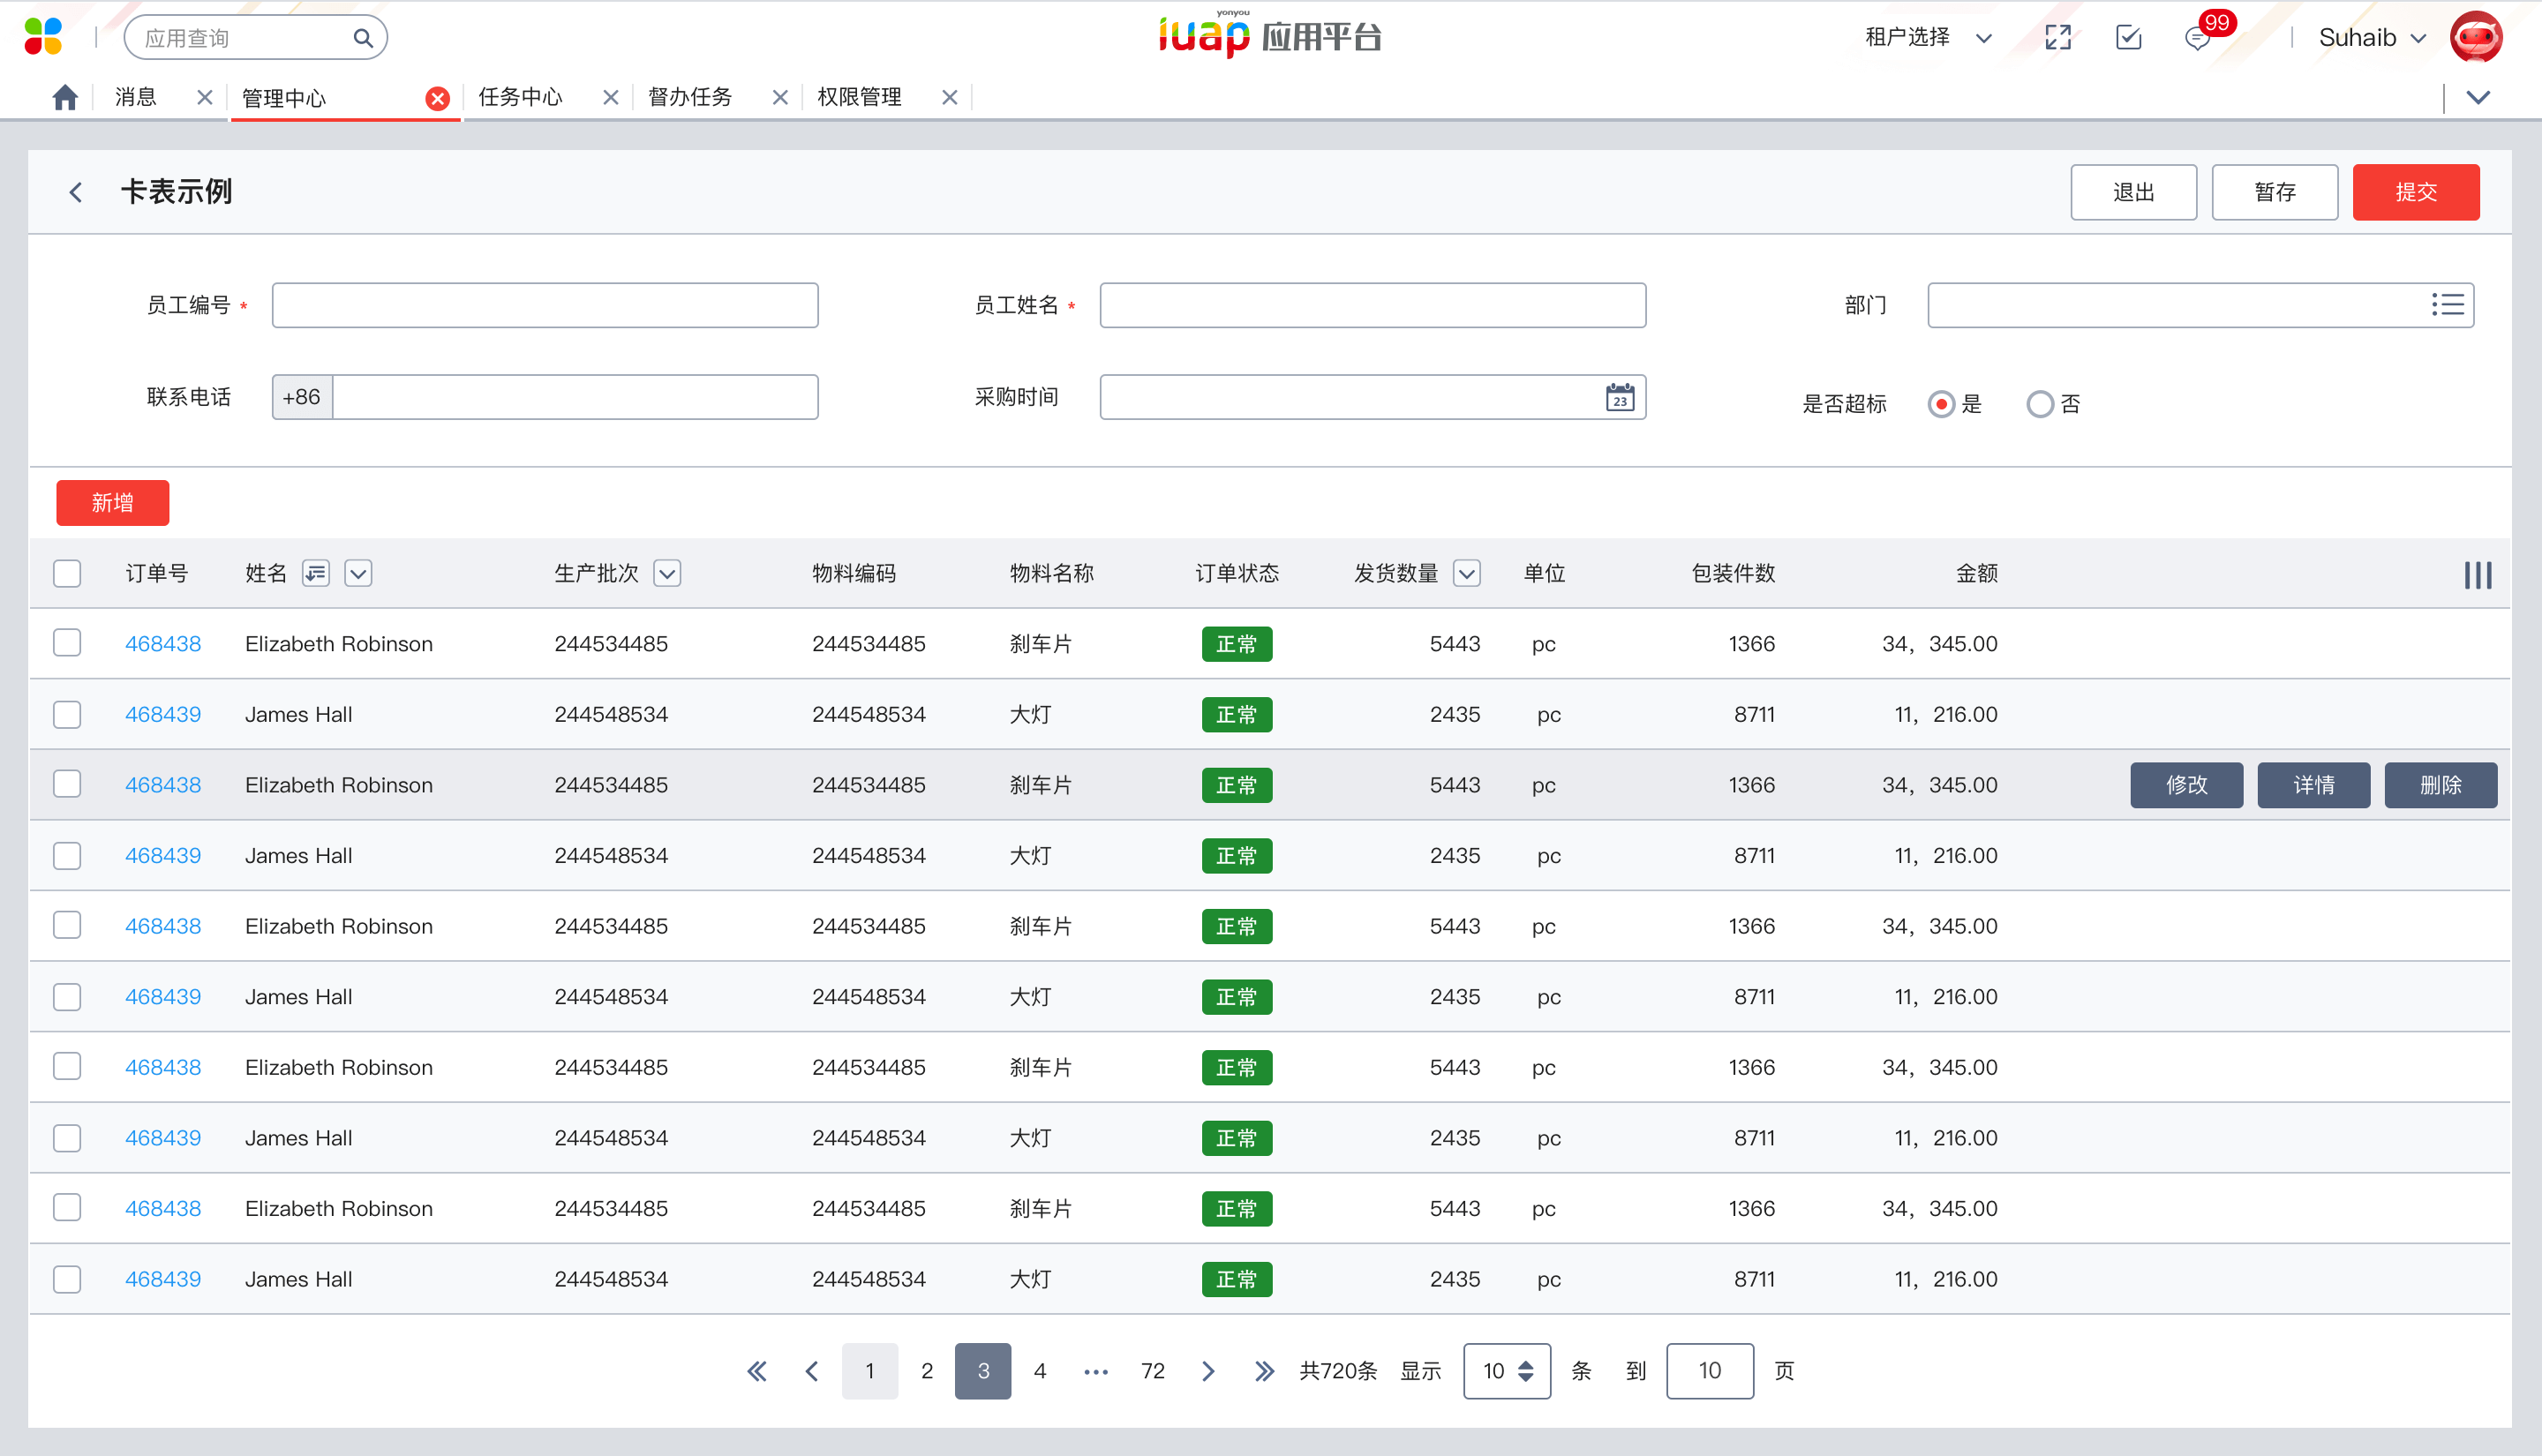 yonyou
应用查询 iuap 应用平台 租户选择 99 Suhaib
消息 管理中心 任务中心 督办任务 权限管理
卡表示例 退出 暂存 提交
员工编号 * 员工姓名 * 部门
联系电话 +86 采购时间 23 是否超标 是 否
新增
订单号 姓名 生产批次 物料编码 物料名称 订单状态 发货数量 单位 包装件数 金额
468438 Elizabeth Robinson 244534485 244534485 刹车片 正常 5443 pc 1366 34，345.00
468439 James Hall 244548534 244548534 大灯 正常 2435 pc 8711 11，216.00
468438 Elizabeth Robinson 244534485 244534485 刹车片 正常 5443 pc 1366 34，345.00 修改 详情 删除
468439 James Hall 244548534 244548534 大灯 正常 2435 pc 8711 11，216.00
468438 Elizabeth Robinson 244534485 244534485 刹车片 正常 5443 pc 1366 34，345.00
468439 James Hall 244548534 244548534 大灯 正常 2435 pc 8711 11，216.00
468438 Elizabeth Robinson 244534485 244534485 刹车片 正常 5443 pc 1366 34，345.00
468439 James Hall 244548534 244548534 大灯 正常 2435 pc 8711 11，216.00
468438 Elizabeth Robinson 244534485 244534485 刹车片 正常 5443 pc 1366 34，345.00
468439 James Hall 244548534 244548534 大灯 正常 2435 pc 8711 11，216.00
1 2 3 4 ••• 72 共720条 显示 10 条 到 10 页